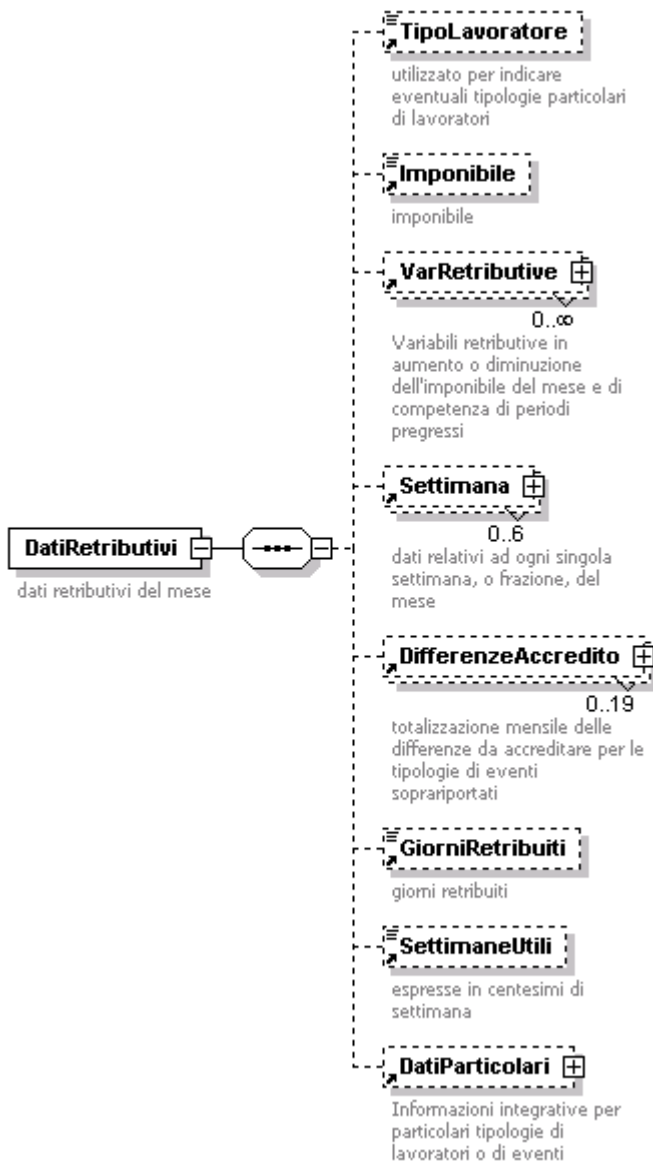 TipoLavoratore
utilizzato per indicare
eventuali tipologie particolari
di lavoratori
Imponibile
imponibile
VarRetributive
0..∞
Variabili retributive in
aumento o diminuzione
dell'imponibile del mese e di
competenza di periodi
pregressi
Settimana
0..6
dati relativi ad ogni singola
settimana, o frazione, del
mese
DatiRetributivi
dati retributivi del mese
DifferenzeAccredito
0..19
totalizzazione mensile delle
differenze da accreditare per le
tipologie di eventi
soprariportati
GiorniRetribuiti
giorni retribuiti
SettimaneUtili
espresse in centesimi di
settimana
DatiParticolari
Informazioni integrative per
particolari tipologie di
lavoratori o di eventi